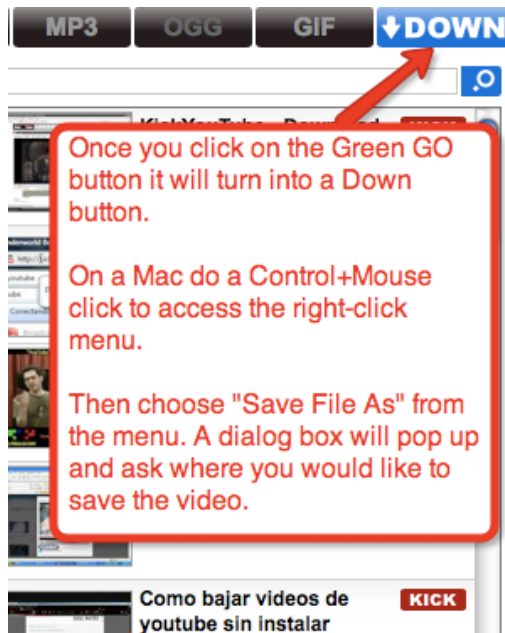 MP3 OGG GIF DOWN
KICK
Once you click on the Green GO
button it will turn into a Down
button.
On a Mac do a Control+Mouse
click to access the right-click
menu.
Then choose "Save File As" from
the menu. A dialog box will pop up
and ask where you would like to
save the video.
Como bajar videos de KICK
youtube sin instalar